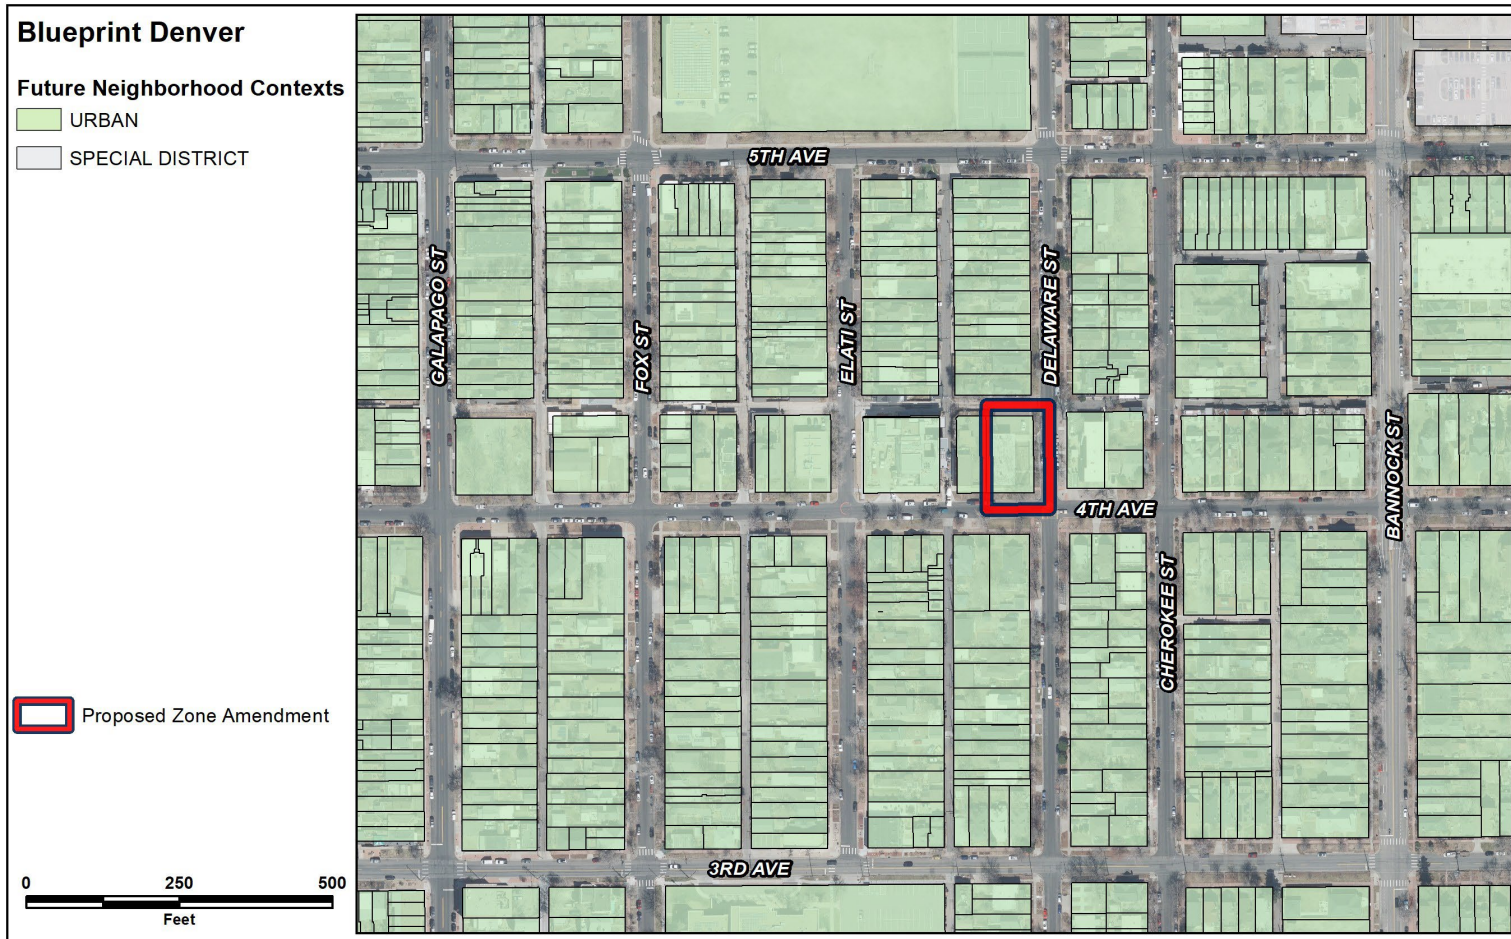 Blueprint Denver
Future Neighborhood Contexts
URBAN
SPECIAL DISTRICT
Proposed Zone Amendment
0 250 500
Feet
5TH AVE
GALAPAGO ST
FOX ST
ELATI ST
DELAWARE ST
BANNOCK ST
4TH AVE
CHEROKEE ST
3RD AVE